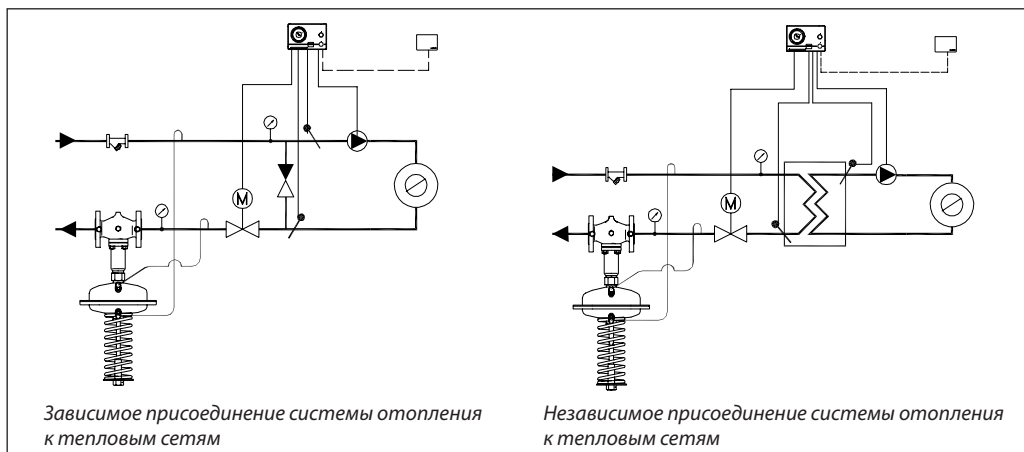 M
M
Зависимое присоединение системы отопления
к тепловым сетям
Независимое присоединение системы отопления
к тепловым сетям